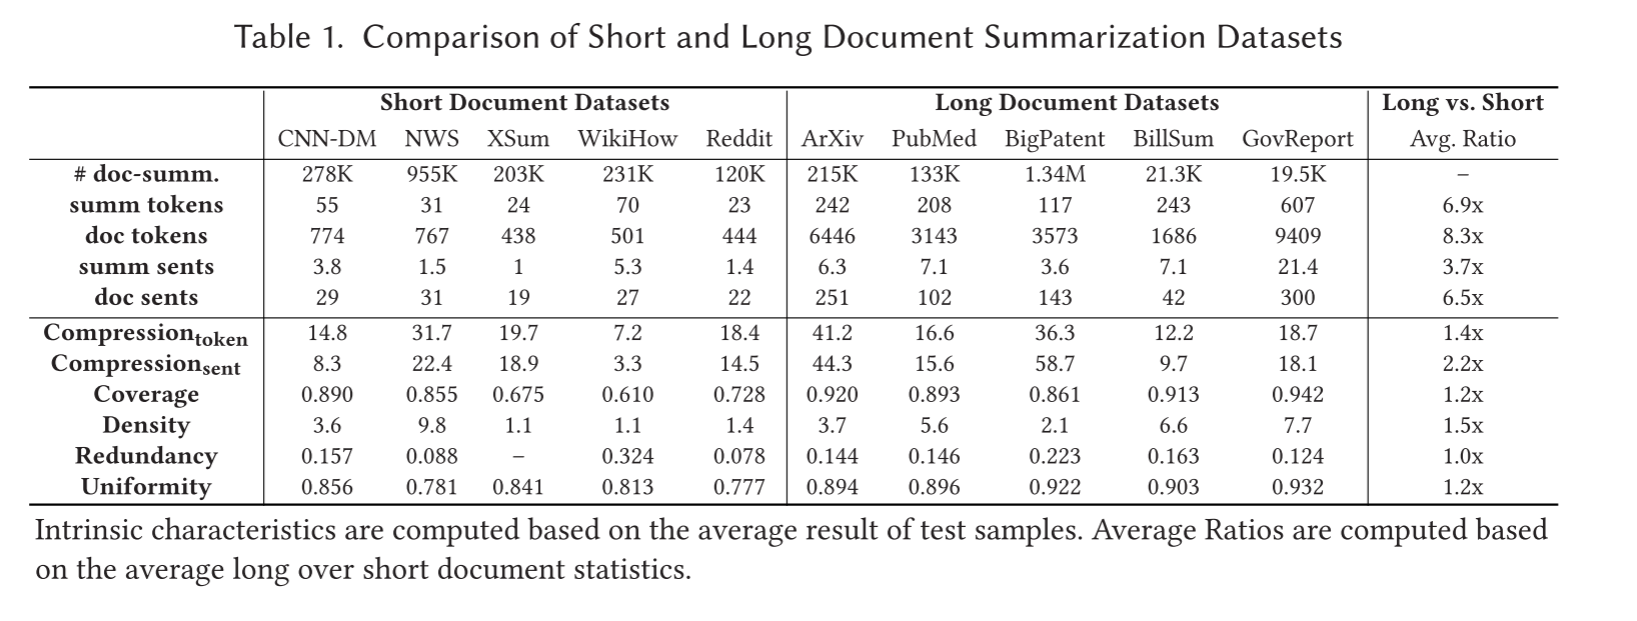 Table 1. Comparison of Short and Long Document Summarization Datasets
Short Document Datasets Long Document Datasets Long vs. Short
CNN-DM NWS XSum WikiHow Reddit ArXiv PubMed BigPatent BillSum GovReport Avg. Ratio
# doc-summ. 278K 955K 203K 231K 120K 215K 133K 1.34M 21.3K 19.5K –
summ tokens 55 31 24 70 23 242 208 117 243 607 6.9x
doc tokens 774 767 438 501 444 6446 3143 3573 1686 9409 8.3x
summ sents 3.8 1.5 1 5.3 1.4 6.3 7.1 3.6 7.1 21.4 3.7x
doc sents 29 31 19 27 22 251 102 143 42 300 6.5x
Compression token 14.8 31.7 19.7 7.2 18.4 41.2 16.6 36.3 12.2 18.7 1.4x
Compression sent 8.3 22.4 18.9 3.3 14.5 44.3 15.6 58.7 9.7 18.1 2.2x
Coverage 0.890 0.855 0.675 0.610 0.728 0.920 0.893 0.861 0.913 0.942 1.2x
Density 3.6 9.8 1.1 1.1 1.4 3.7 5.6 2.1 6.6 7.7 1.5x
Redundancy 0.157 0.088 – 0.324 0.078 0.144 0.146 0.223 0.163 0.124 1.0x
Uniformity 0.856 0.781 0.841 0.813 0.777 0.894 0.896 0.922 0.903 0.932 1.2x
Intrinsic characteristics are computed based on the average result of test samples. Average Ratios are computed based
on the average long over short document statistics.